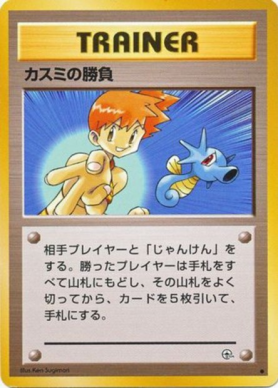 TRAINER
カスミの勝負
相手プレイヤーと「じゃんけん」を
する。勝ったプレイヤーは手札をす
べて山札にもどし、その山札をよく
切ってから、カードを5枚引いて、
手札にする。
Illus. Ken Sugimori